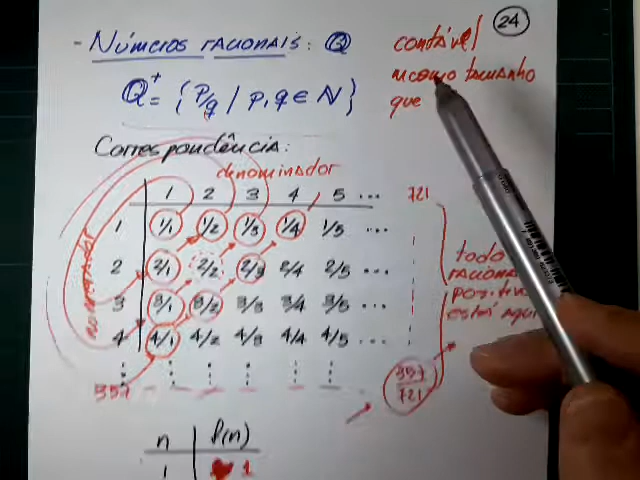 24
- Números racionais: Q
contável
mesmo tamanho
que
Q⁺ = { p/q / p, q ∈ N }
Correspondência:
denominador
1 2 3 4 5 ... 721
numerador
1 1/1 1/2 1/3 1/4 1/5 ...
2 2/1 2/2 2/3 2/4 2/5 ...
3 3/1 3/2 3/3 3/4 3/5
4 4/1 4/2 4/3 4/4 4/5 ...
todo
racional
positivo
está aqui
357
357/721
n f(n)
1 1